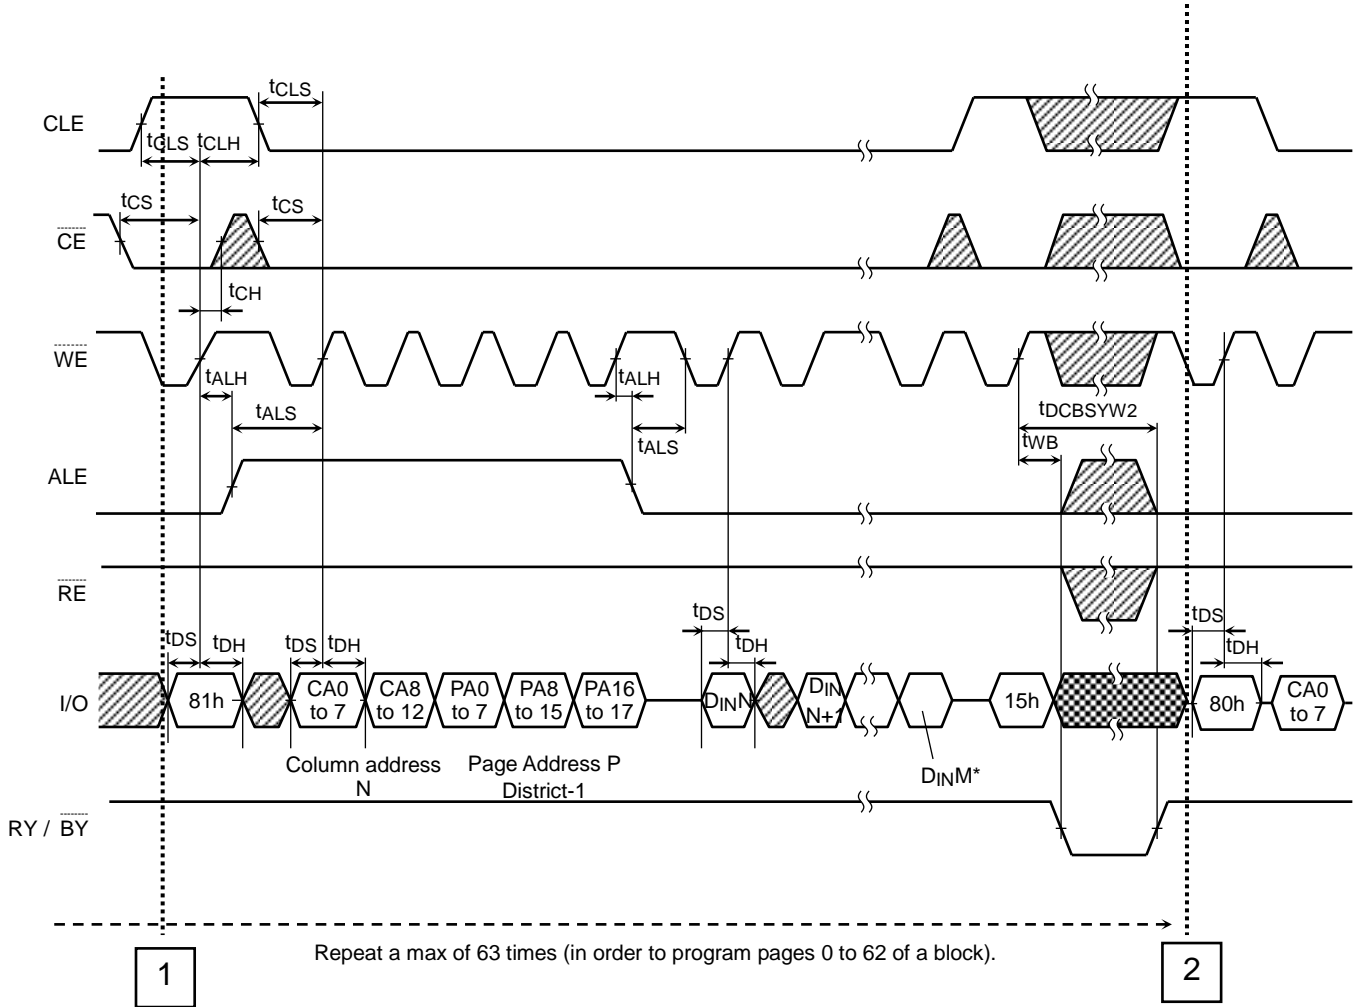 tCLS
CLE
tCLS tCLH
tCS tCS
CE
tCH
WE
tALH tALH
tALS tALS
tDCBSYW2
tWB
ALE
RE
tDS tDH tDS tDH tDS tDH tDS tDH
I/O
81h
CA0 to 7
CA8 to 12
PA0 to 7
PA8 to 15
PA16 to 17
DINN
DIN N+1
15h
80h
CA0 to 7
Column address
N
Page Address P
District-1
DINM*
RY / BY
Repeat a max of 63 times (in order to program pages 0 to 62 of a block).
1
2